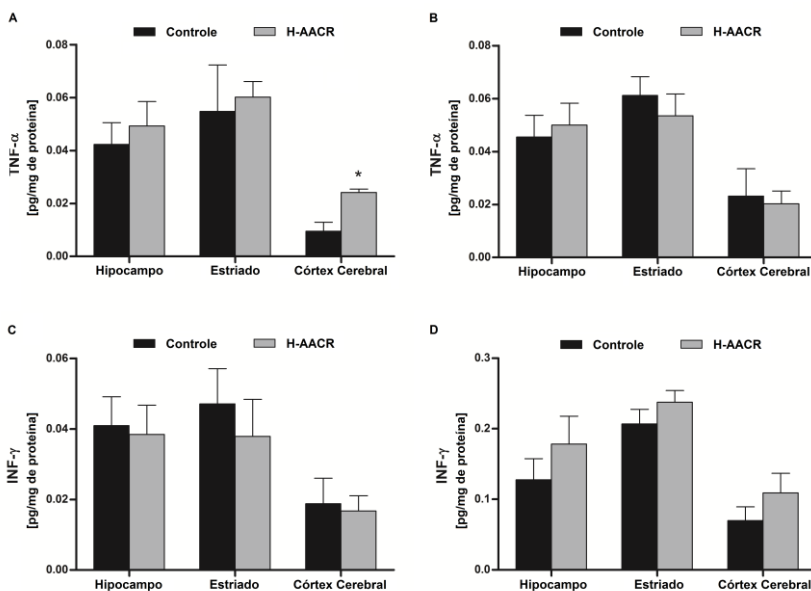 A
Controle
H-AACR
TNF-α
[pg/mg de proteína]
0.08
0.06
0.04
0.02
0.00
*
Hipocampo
Estriado
Córtex Cerebral
B
Controle
H-AACR
TNF-α
[pg/mg de proteína]
0.08
0.06
0.04
0.02
0.00
Hipocampo
Estriado
Córtex Cerebral
C
Controle
H-AACR
INF-γ
[pg/mg de proteína]
0.06
0.04
0.02
0.00
Hipocampo
Estriado
Córtex Cerebral
D
Controle
H-AACR
INF-γ
[pg/mg de proteína]
0.3
0.2
0.1
0.0
Hipocampo
Estriado
Córtex Cerebral